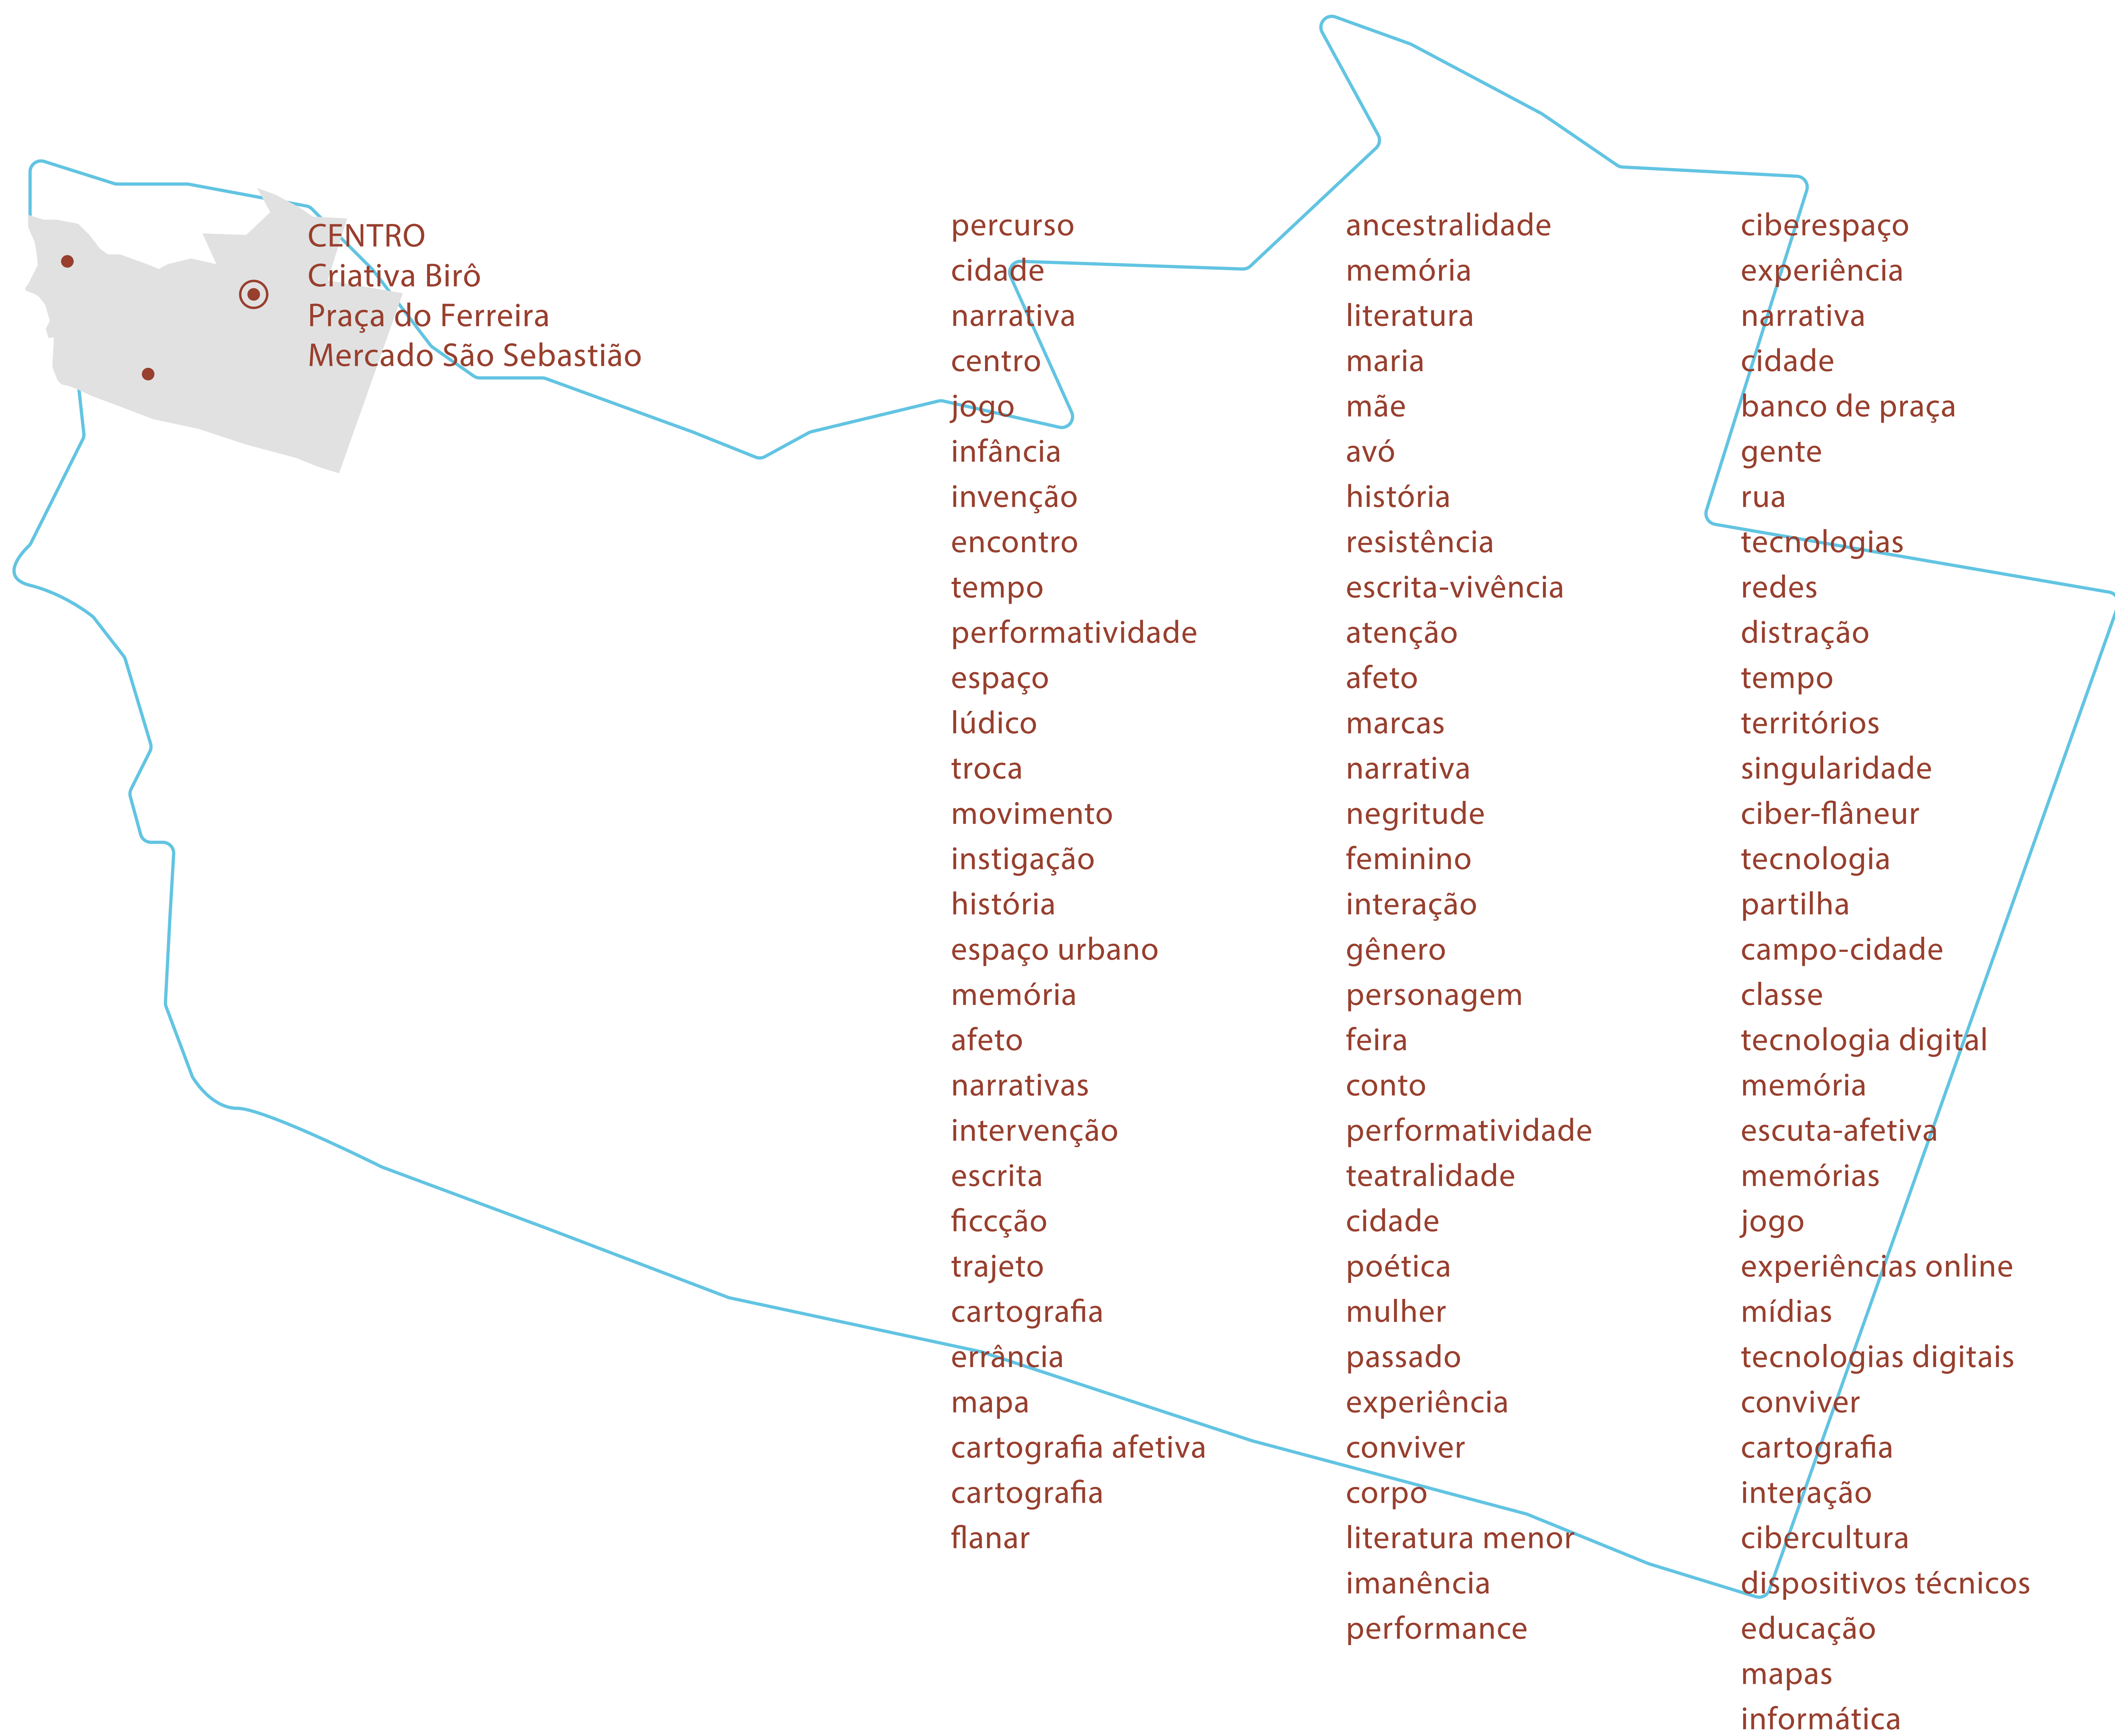 CENTRO
Criativa Birô
Praça do Ferreira
Mercado São Sebastião
percurso
cidade
narrativa
centro
jogo
infância
invenção
encontro
tempo
performatividade
espaço
lúdico
troca
movimento
instigação
história
espaço urbano
memória
afeto
narrativas
intervenção
escrita
ficcção
trajeto
cartografia
errância
mapa
cartografia afetiva
cartografia
flanar
ancestralidade
memória
literatura
maria
mãe
avó
história
resistência
escrita-vivência
atenção
afeto
marcas
narrativa
negritude
feminino
interação
gênero
personagem
feira
conto
performatividade
teatralidade
cidade
poética
mulher
passado
experiência
conviver
corpo
literatura menor
imanência
performance
ciberespaço
experiência
narrativa
cidade
banco de praça
gente
rua
tecnologias
redes
distração
tempo
territórios
singularidade
ciber-flâneur
tecnologia
partilha
campo-cidade
classe
tecnologia digital
memória
escuta-afetiva
memórias
jogo
experiências online
mídias
tecnologias digitais
conviver
cartografia
interação
cibercultura
dispositivos técnicos
educação
mapas
informática